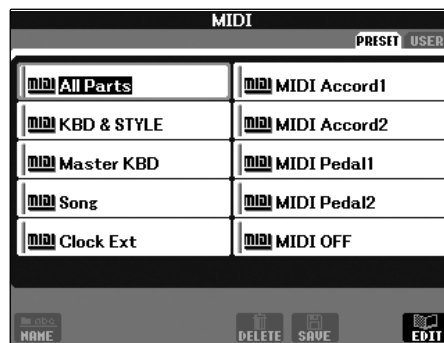 MIDI
PRESET USER
MIDI All Parts
MIDI MIDI Accord1
MIDI KBD & STYLE
MIDI MIDI Accord2
MIDI Master KBD
MIDI MIDI Pedal1
MIDI Song
MIDI MIDI Pedal2
MIDI Clock Ext
MIDI MIDI OFF
NAME DELETE SAVE EDIT